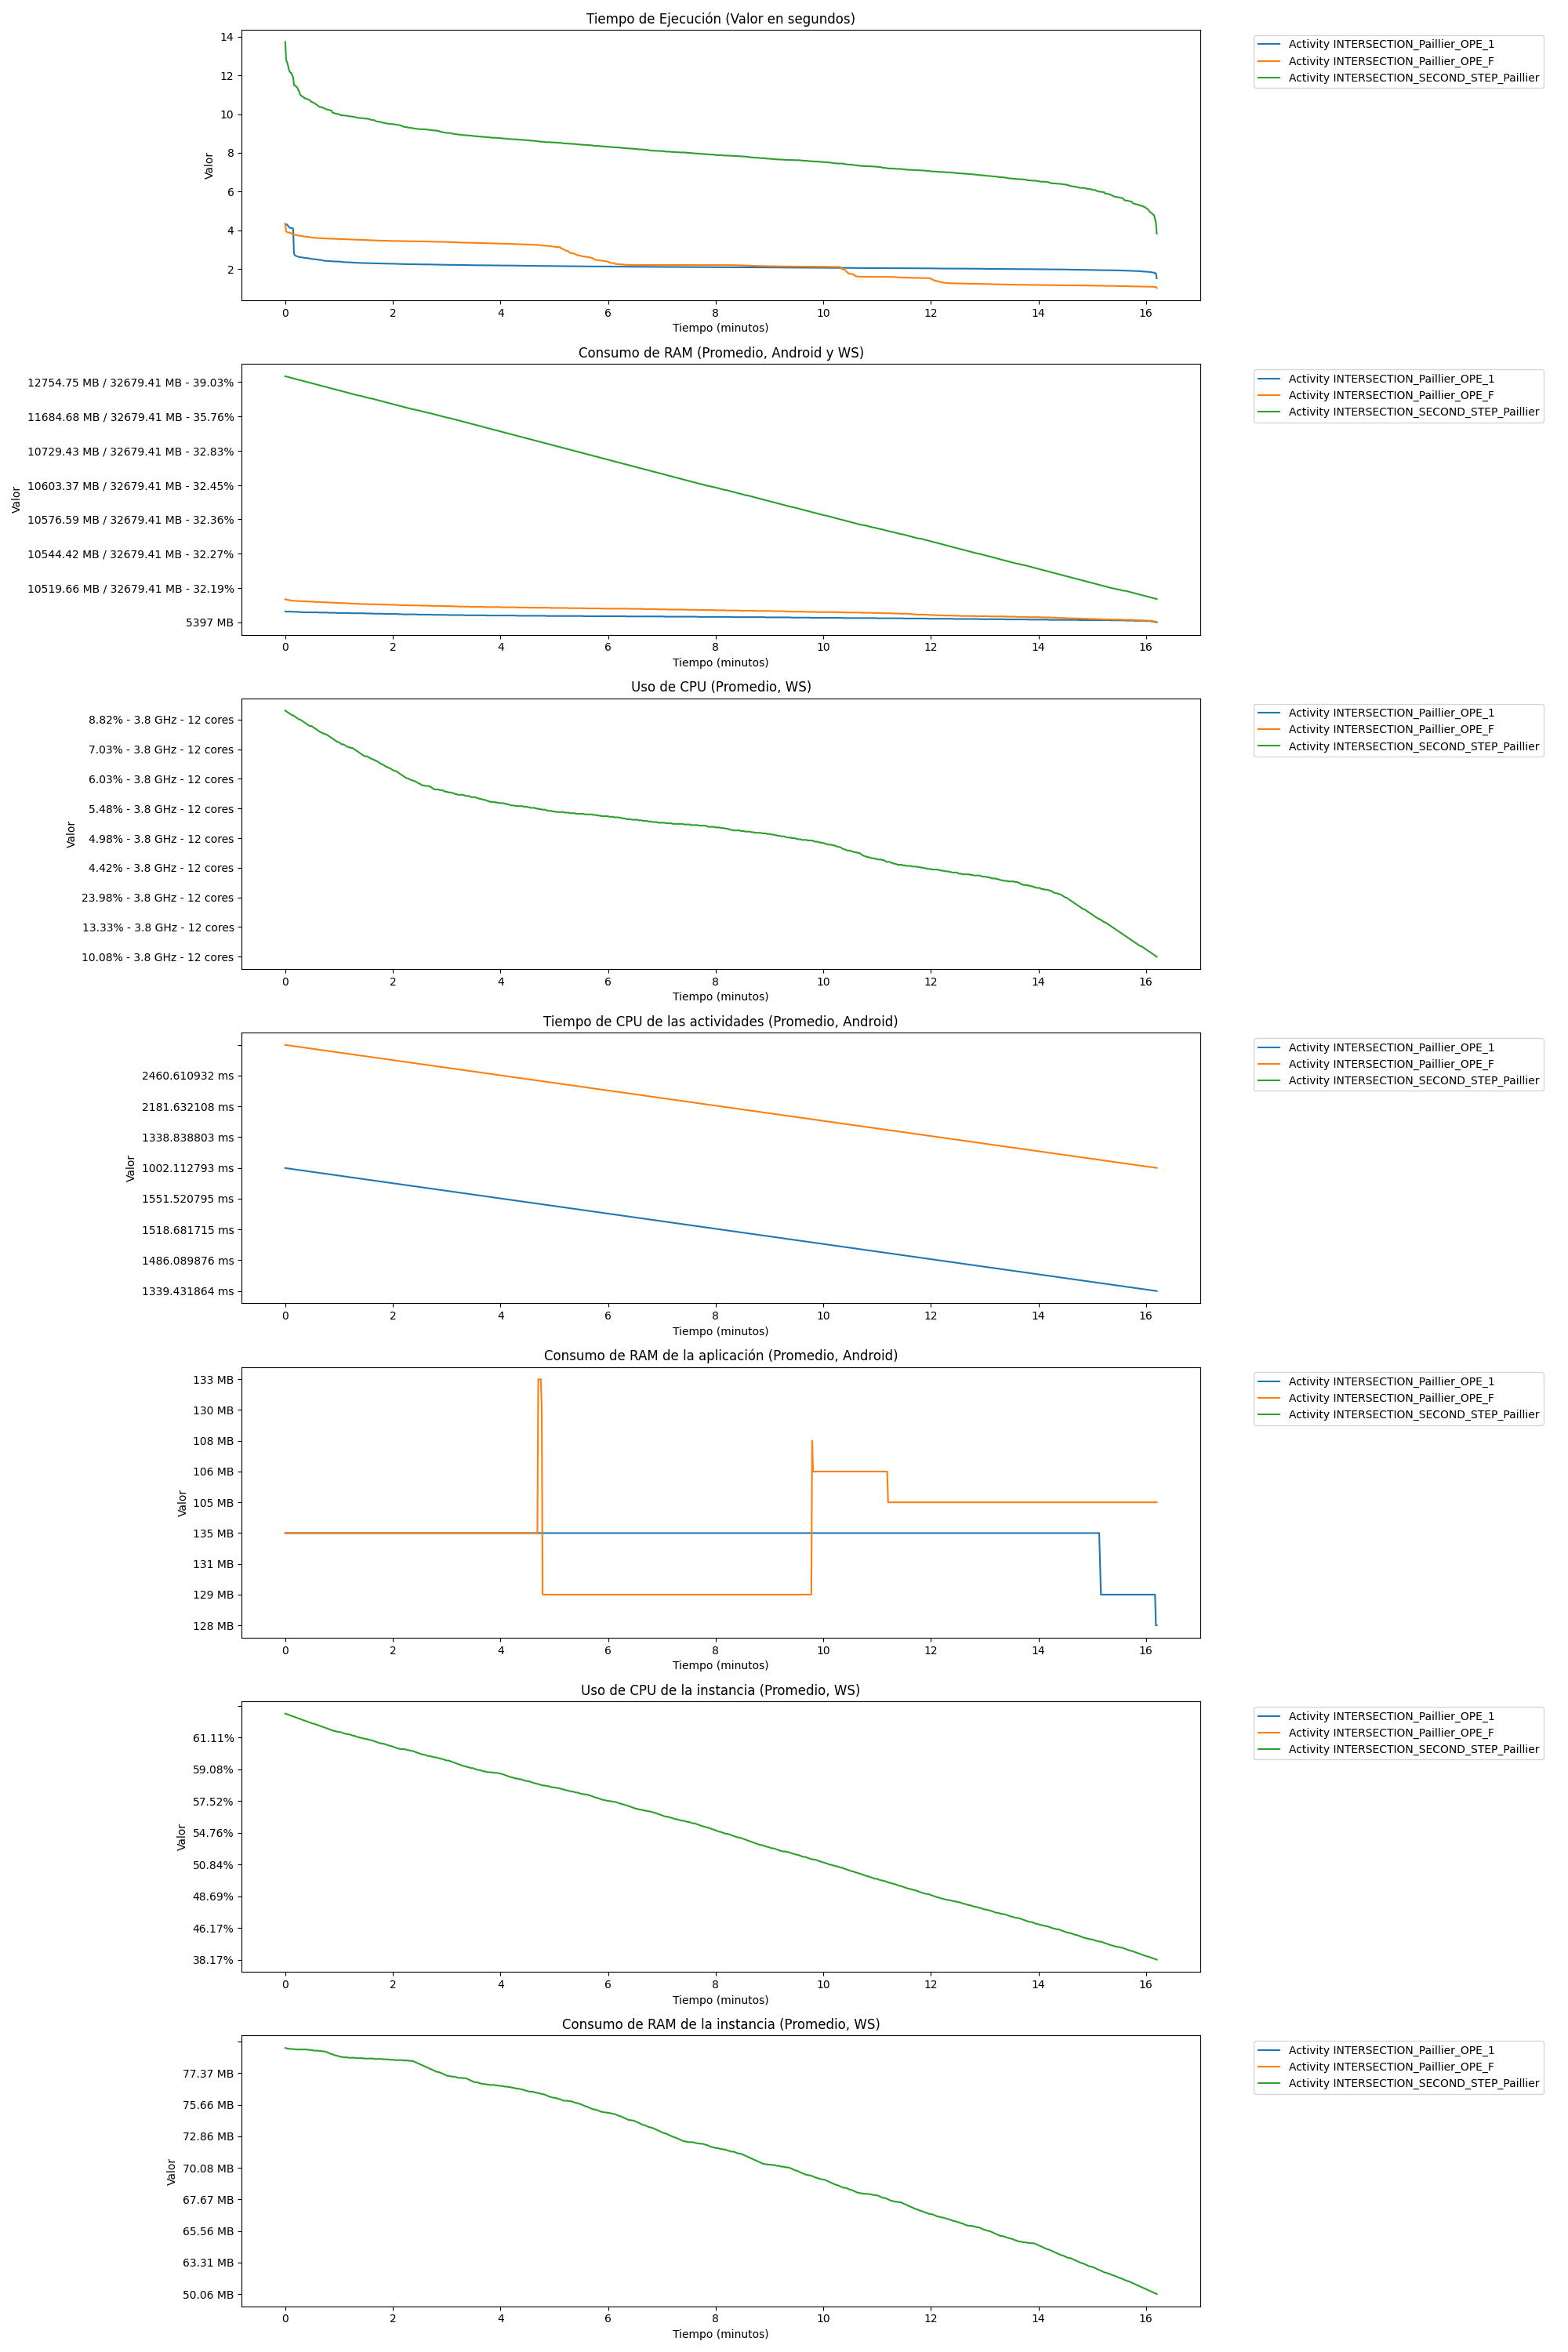 Tiempo de Ejecución (Valor en segundos)
14
12
10
8
6
4
2
Valor
0 2 4 6 8 10 12 14 16
Tiempo (minutos)
Activity INTERSECTION_Paillier_OPE_1
Activity INTERSECTION_Paillier_OPE_F
Activity INTERSECTION_SECOND_STEP_Paillier
Consumo de RAM (Promedio, Android y WS)
12754.75 MB / 32679.41 MB - 39.03%
11684.68 MB / 32679.41 MB - 35.76%
10729.43 MB / 32679.41 MB - 32.83%
10603.37 MB / 32679.41 MB - 32.45%
10576.59 MB / 32679.41 MB - 32.36%
10544.42 MB / 32679.41 MB - 32.27%
10519.66 MB / 32679.41 MB - 32.19%
5397 MB
Valor
0 2 4 6 8 10 12 14 16
Tiempo (minutos)
Activity INTERSECTION_Paillier_OPE_1
Activity INTERSECTION_Paillier_OPE_F
Activity INTERSECTION_SECOND_STEP_Paillier
Uso de CPU (Promedio, WS)
8.82% - 3.8 GHz - 12 cores
7.03% - 3.8 GHz - 12 cores
6.03% - 3.8 GHz - 12 cores
5.48% - 3.8 GHz - 12 cores
4.98% - 3.8 GHz - 12 cores
4.42% - 3.8 GHz - 12 cores
23.98% - 3.8 GHz - 12 cores
13.33% - 3.8 GHz - 12 cores
10.08% - 3.8 GHz - 12 cores
Valor
0 2 4 6 8 10 12 14 16
Tiempo (minutos)
Activity INTERSECTION_Paillier_OPE_1
Activity INTERSECTION_Paillier_OPE_F
Activity INTERSECTION_SECOND_STEP_Paillier
Tiempo de CPU de las actividades (Promedio, Android)
2460.610932 ms
2181.632108 ms
1338.838803 ms
1002.112793 ms
1551.520795 ms
1518.681715 ms
1486.089876 ms
1339.431864 ms
Valor
0 2 4 6 8 10 12 14 16
Tiempo (minutos)
Activity INTERSECTION_Paillier_OPE_1
Activity INTERSECTION_Paillier_OPE_F
Activity INTERSECTION_SECOND_STEP_Paillier
Consumo de RAM de la aplicación (Promedio, Android)
133 MB
130 MB
108 MB
106 MB
105 MB
135 MB
131 MB
129 MB
128 MB
Valor
0 2 4 6 8 10 12 14 16
Tiempo (minutos)
Activity INTERSECTION_Paillier_OPE_1
Activity INTERSECTION_Paillier_OPE_F
Activity INTERSECTION_SECOND_STEP_Paillier
Uso de CPU de la instancia (Promedio, WS)
61.11%
59.08%
57.52%
54.76%
50.84%
48.69%
46.17%
38.17%
Valor
0 2 4 6 8 10 12 14 16
Tiempo (minutos)
Activity INTERSECTION_Paillier_OPE_1
Activity INTERSECTION_Paillier_OPE_F
Activity INTERSECTION_SECOND_STEP_Paillier
Consumo de RAM de la instancia (Promedio, WS)
77.37 MB
75.66 MB
72.86 MB
70.08 MB
67.67 MB
65.56 MB
63.31 MB
50.06 MB
Valor
0 2 4 6 8 10 12 14 16
Tiempo (minutos)
Activity INTERSECTION_Paillier_OPE_1
Activity INTERSECTION_Paillier_OPE_F
Activity INTERSECTION_SECOND_STEP_Paillier